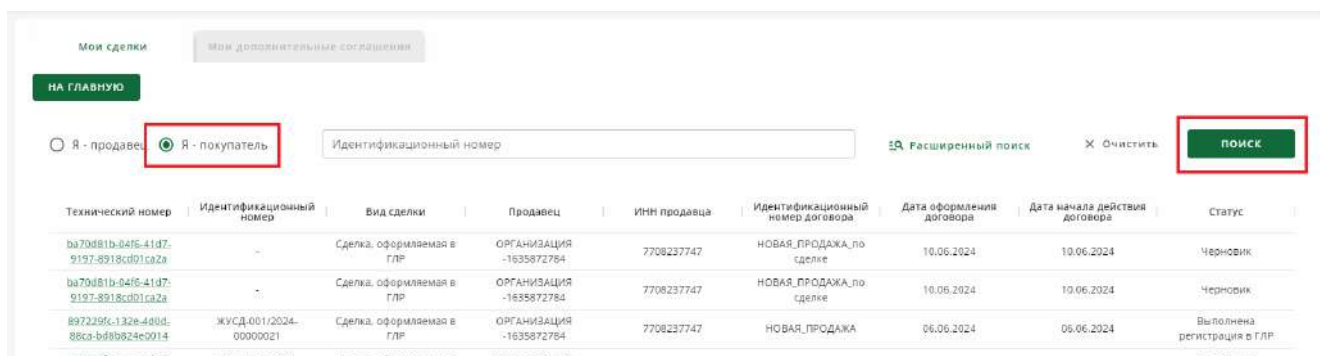 Мои сделки
Мои дополнительные соглашения
НА ГЛАВНУЮ
Я - продавец
Я - покупатель
Идентификационный номер
Расширенный поиск
Очистить
ПОИСК
Технический номер
Идентификационный
номер
Вид сделки
Продавец
ИНН продавца
Идентификационный
номер договора
Дата оформления
договора
Дата начала действия
договора
Статус
ba70d81b-04f6-41d7-
9197-8918cd01ca2a
-
Сделка, оформляемая в
ГЛР
ОРГАНИЗАЦИЯ
-1635872784
7708237747
НОВАЯ_ПРОДАЖА_по
сделке
10.06.2024
10.06.2024
Черновик
ba70d81b-04f6-41d7-
9197-8918cd01ca2a
-
Сделка, оформляемая в
ГЛР
ОРГАНИЗАЦИЯ
-1635872784
7708237747
НОВАЯ_ПРОДАЖА_по
сделке
10.06.2024
10.06.2024
Черновик
897229fc-132e-4d0d-
88ca-bd8b824e0014
ЖУСД-001/2024-
00000021
Сделка, оформляемая в
ГЛР
ОРГАНИЗАЦИЯ
-1635872784
7708237747
НОВАЯ_ПРОДАЖА
06.06.2024
06.06.2024
Выполнена
регистрация в ГЛР